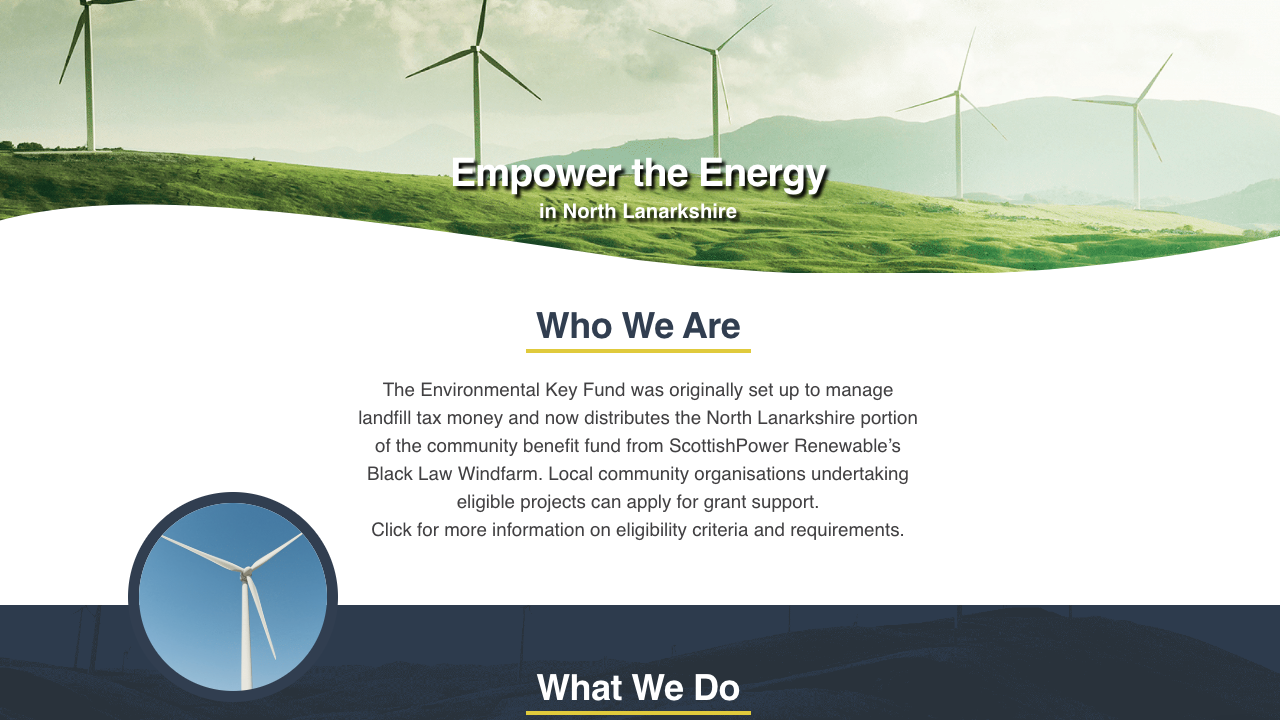 Empower the Energy
in North Lanarkshire
Who We Are
The Environmental Key Fund was originally set up to manage
landfill tax money and now distributes the North Lanarkshire portion
of the community benefit fund from ScottishPower Renewable’s
Black Law Windfarm. Local community organisations undertaking
eligible projects can apply for grant support.
Click for more information on eligibility criteria and requirements.
What We Do